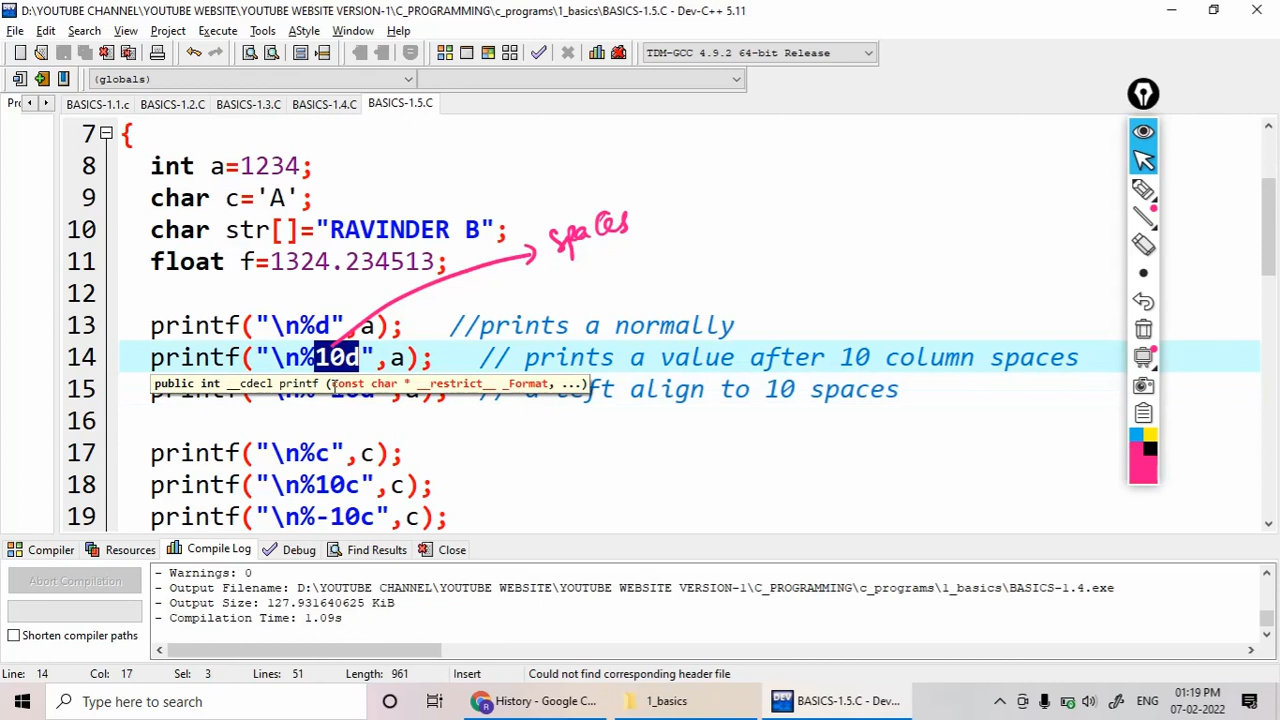 D:\YOUTUBE CHANNEL\YOUTUBE WEBSITE\YOUTUBE WEBSITE VERSION-1\C_PROGRAMMING\c_programs\1_basics\BASICS-1.5.C - Dev-C++ 5.11
File Edit Search View Project Execute Tools AStyle Window Help
TDM-GCC 4.9.2 64-bit Release
(globals)
BASICS-1.1.c BASICS-1.2.C BASICS-1.3.C BASICS-1.4.C BASICS-1.5.C
7 {
8 int a=1234;
9 char c='A';
10 char str[]="RAVINDER B";
spaces
11 float f=1324.234513;
12
13 printf("\n%d",a); //prints a normally
14 printf("\n%10d",a); // prints a value after 10 column spaces
public int __cdecl printf (const char * __restrict__ _Format, ...)
15 printf("\n%-10d",a); // a left align to 10 spaces
16
17 printf("\n%c",c);
18 printf("\n%10c",c);
19 printf("\n%-10c",c);
Compiler Resources Compile Log Debug Find Results Close
Abort Compilation
Shorten compiler paths
- Warnings: 0
- Output Filename: D:\YOUTUBE CHANNEL\YOUTUBE WEBSITE\YOUTUBE WEBSITE VERSION-1\C_PROGRAMMING\c_programs\1_basics\BASICS-1.4.exe
- Output Size: 127.931640625 KiB
- Compilation Time: 1.09s
Line: 14 Col: 17 Sel: 3 Lines: 51 Length: 961 Insert Could not find corresponding header file
Type here to search
History - Google C...
1_basics
BASICS-1.5.C - Dev...
ENG
01:19 PM
07-02-2022